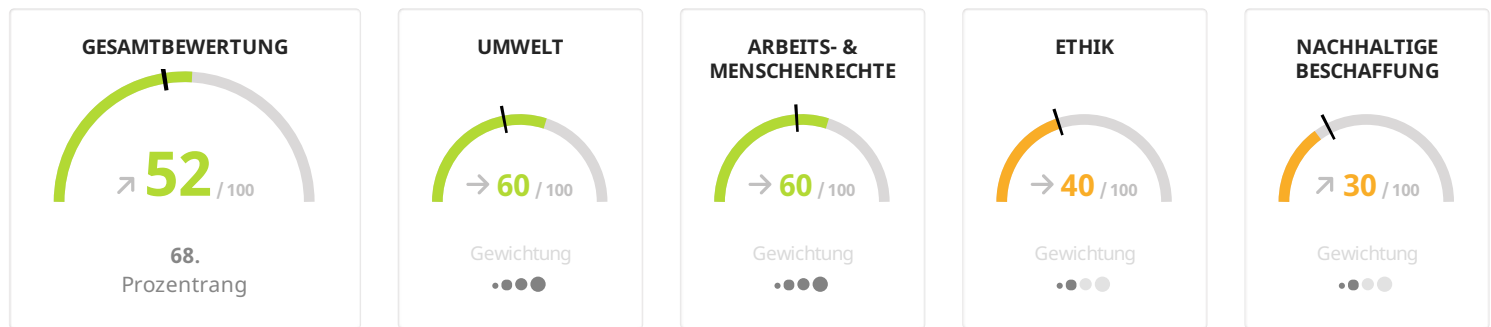 GESAMTBEWERTUNG
52 / 100
68.
Prozentrang
UMWELT
60 / 100
Gewichtung
ARBEITS- &
MENSCHENRECHTE
60 / 100
Gewichtung
ETHIK
40 / 100
Gewichtung
NACHHALTIGE
BESCHAFFUNG
30 / 100
Gewichtung